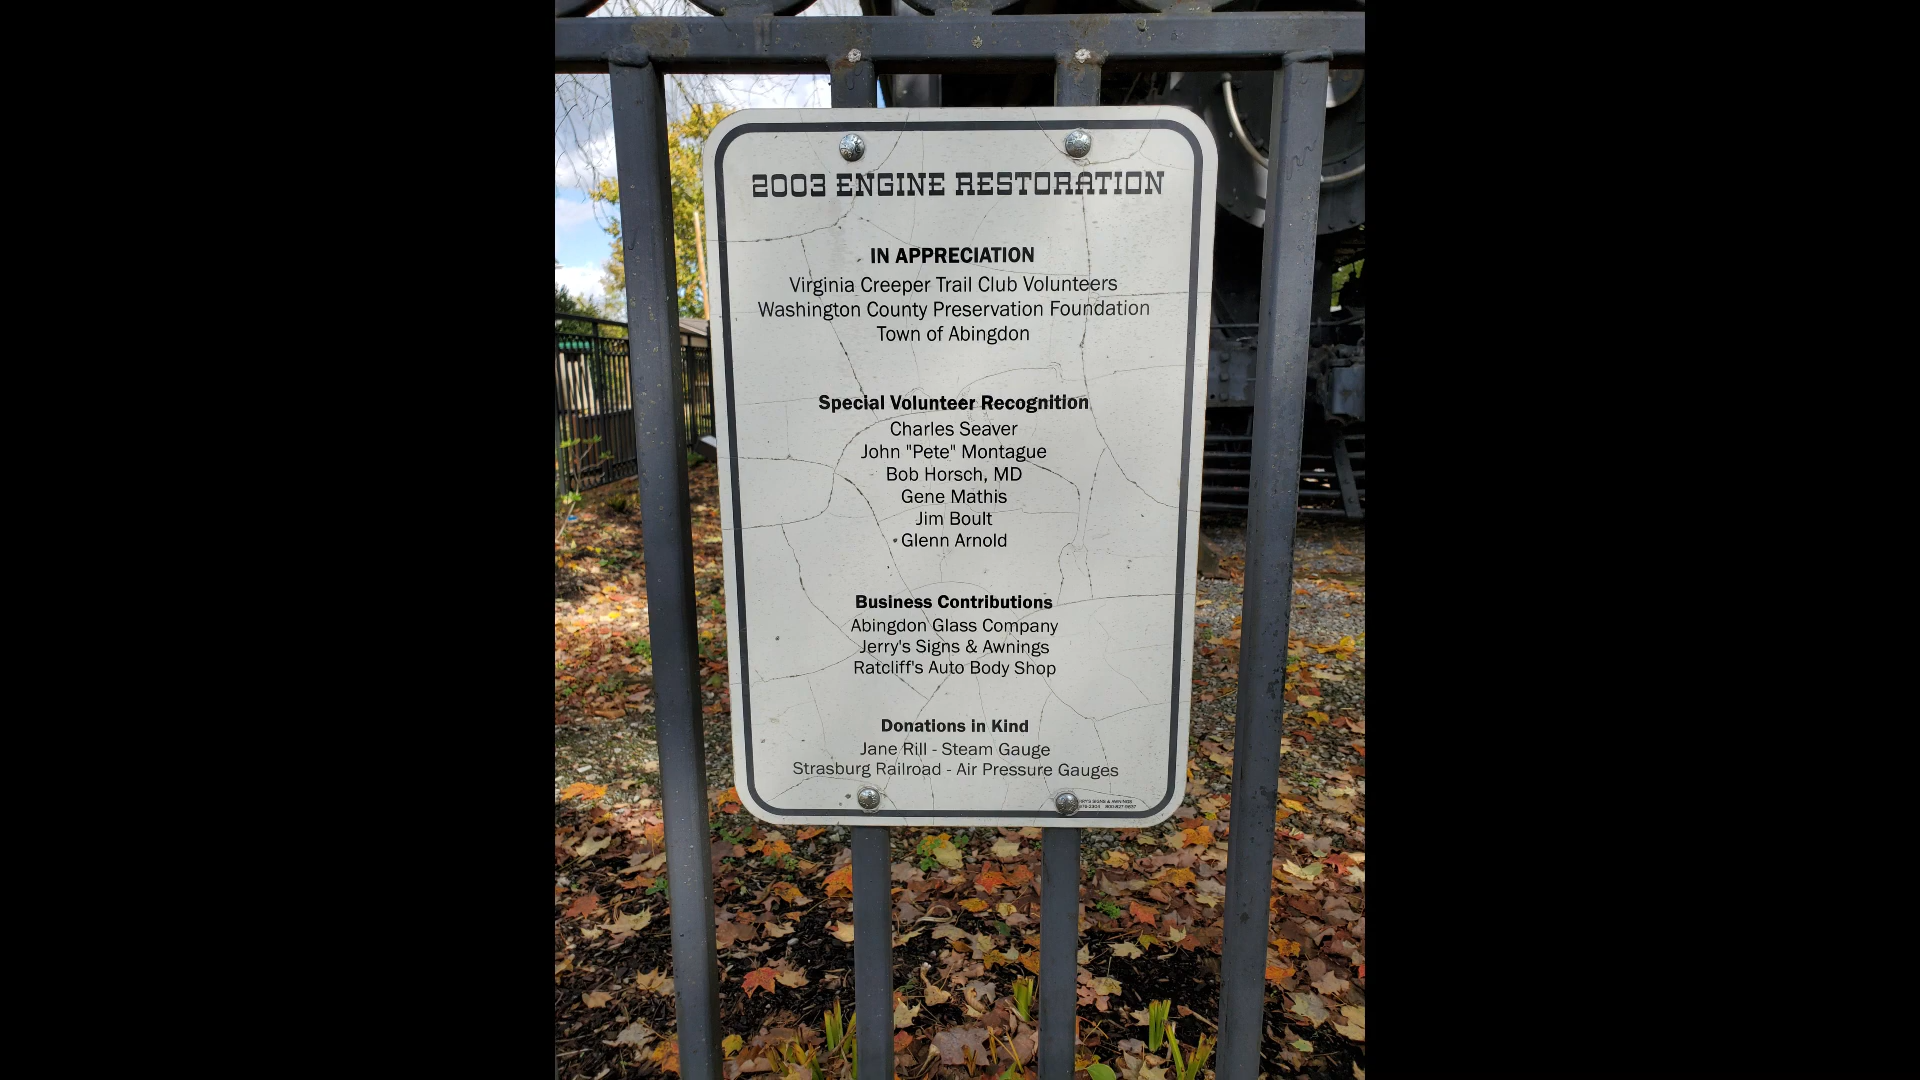 2003 ENGINE RESTORATION
IN APPRECIATION
Virginia Creeper Trail Club Volunteers
Washington County Preservation Foundation
Town of Abingdon
Special Volunteer Recognition
Charles Seaver
John "Pete" Montague
Bob Horsch, MD
Gene Mathis
Jim Boult
Glenn Arnold
Business Contributions
Abingdon Glass Company
Jerry's Signs & Awnings
Ratcliff's Auto Body Shop
Donations in Kind
Jane Rill - Steam Gauge
Strasburg Railroad - Air Pressure Gauges
SIGNS & AWNINGS